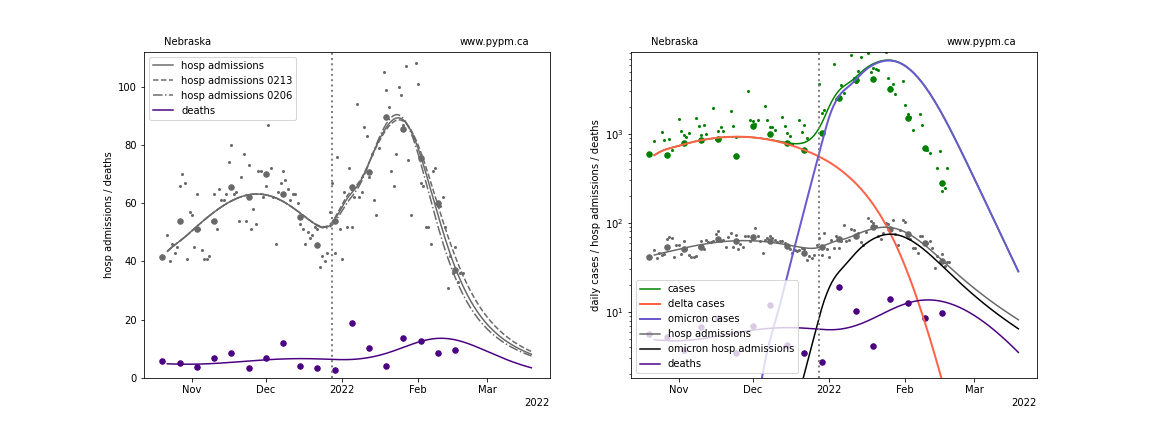 Nebraska
www.pypm.ca
hosp admissions
hosp admissions 0213
hosp admissions 0206
deaths
hosp admissions / deaths
100
80
60
40
20
0
Nov
Dec
2022
Feb
Mar
2022
Nebraska
www.pypm.ca
daily cases / hosp admissions / deaths
10³
10²
10¹
cases
delta cases
omicron cases
hosp admissions
omicron hosp admissions
deaths
Nov
Dec
2022
Feb
Mar
2022